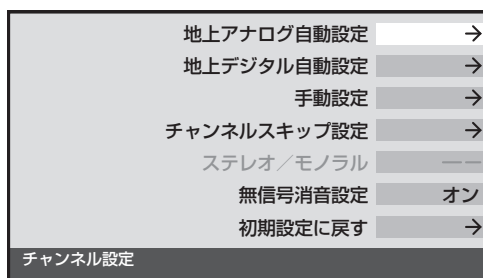 地上アナログ自動設定 →
地上デジタル自動設定 →
手動設定 →
チャンネルスキップ設定 →
ステレオ／モノラル −−
無信号消音設定 オン
初期設定に戻す →
チャンネル設定